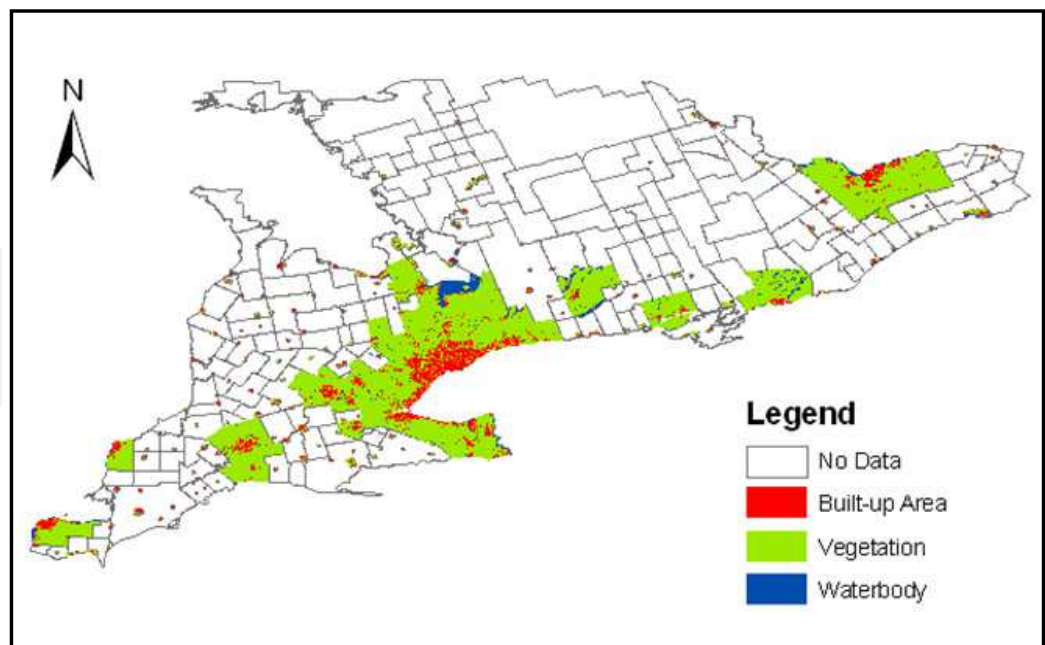 N
Legend
No Data
Built-up Area
Vegetation
Waterbody